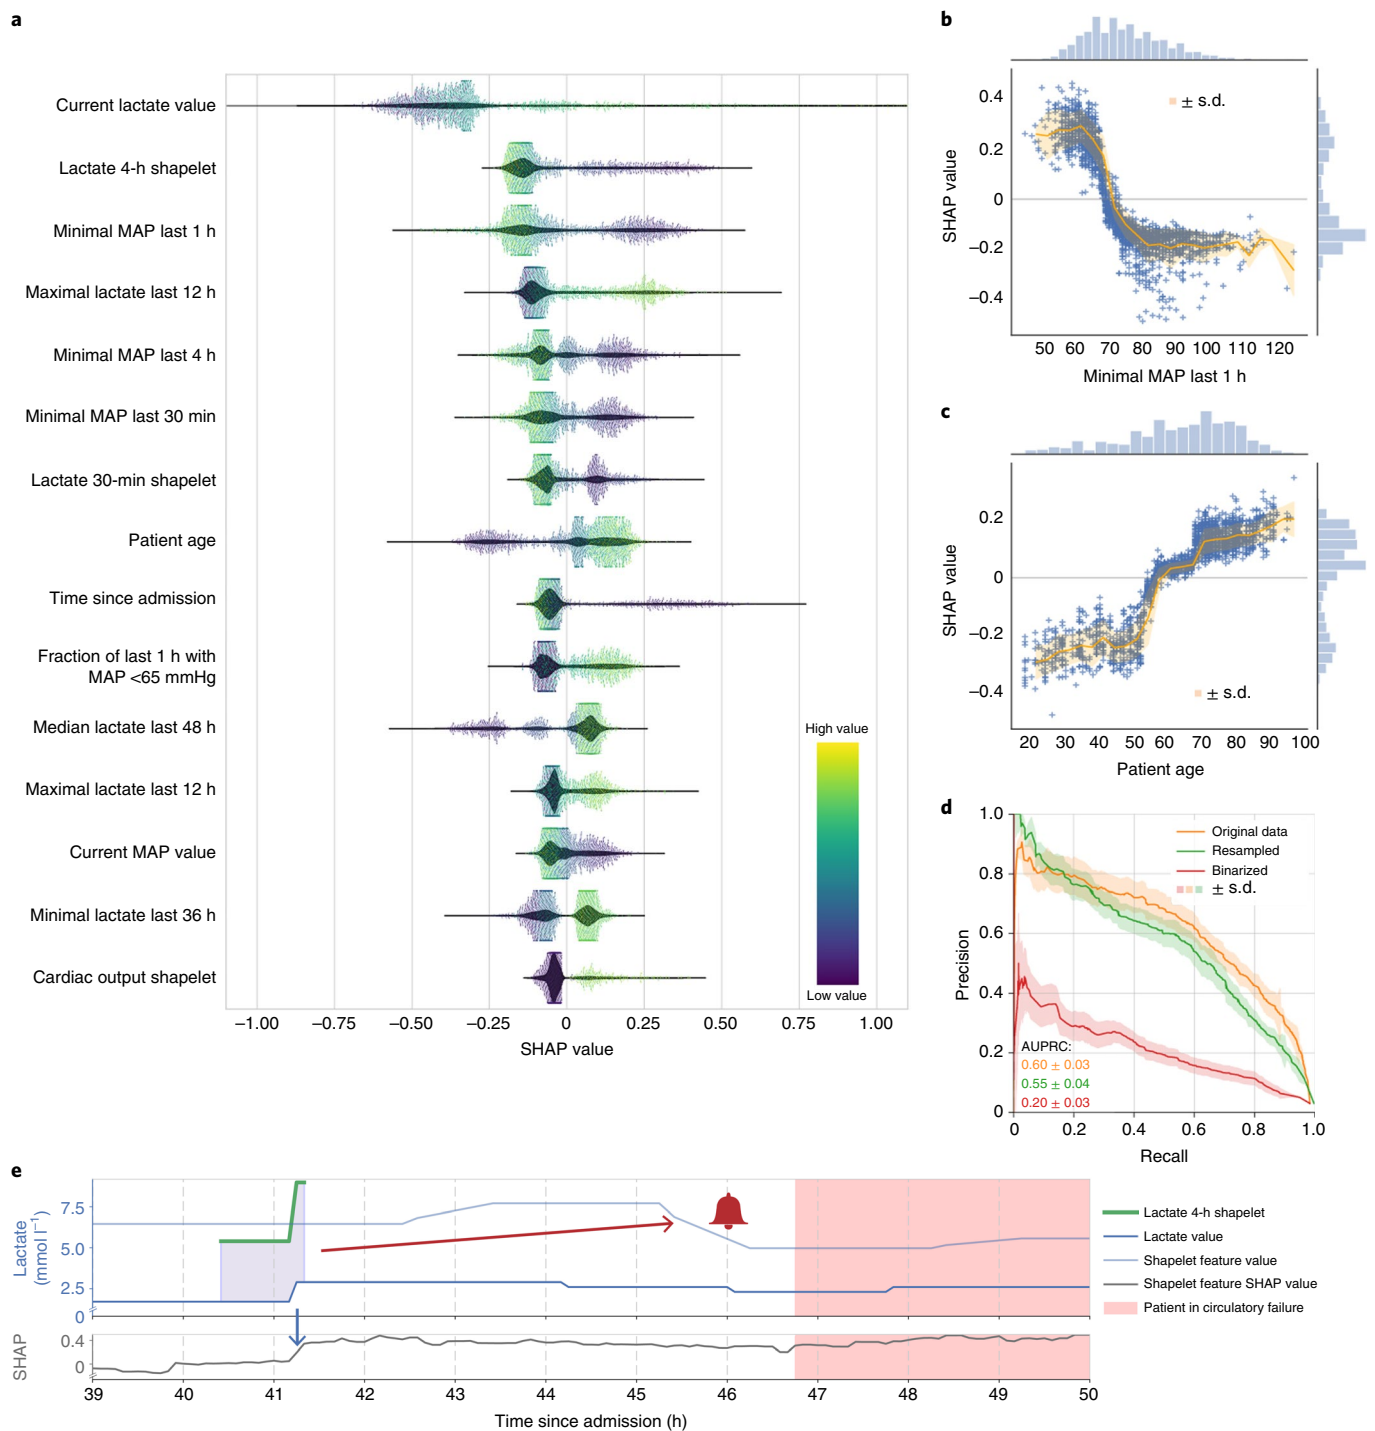 a
Current lactate value
Lactate 4-h shapelet
Minimal MAP last 1 h
Maximal lactate last 12 h
Minimal MAP last 4 h
Minimal MAP last 30 min
Lactate 30-min shapelet
Patient age
Time since admission
Fraction of last 1 h with
MAP <65 mmHg
Median lactate last 48 h
Maximal lactate last 12 h
Current MAP value
Minimal lactate last 36 h
Cardiac output shapelet
High value
Low value
–1.00 –0.75 –0.50 –0.25 0 0.25 0.50 0.75 1.00
SHAP value
b
0.4
0.2
0
–0.2
–0.4
SHAP value
± s.d.
50 60 70 80 90 100 110 120
Minimal MAP last 1 h
c
0.2
0
–0.2
–0.4
SHAP value
± s.d.
20 30 40 50 60 70 80 90 100
Patient age
d
1.0
0.8
0.6
0.4
0.2
0
Precision
Original data
Resampled
Binarized
± s.d.
AUPRC:
0.60 ± 0.03
0.55 ± 0.04
0.20 ± 0.03
0 0.2 0.4 0.6 0.8 1.0
Recall
e
Lactate
(mmol l⁻¹)
7.5
5.0
2.5
0
SHAP
0.4
0
39 40 41 42 43 44 45 46 47 48 49 50
Time since admission (h)
Lactate 4-h shapelet
Lactate value
Shapelet feature value
Shapelet feature SHAP value
Patient in circulatory failure